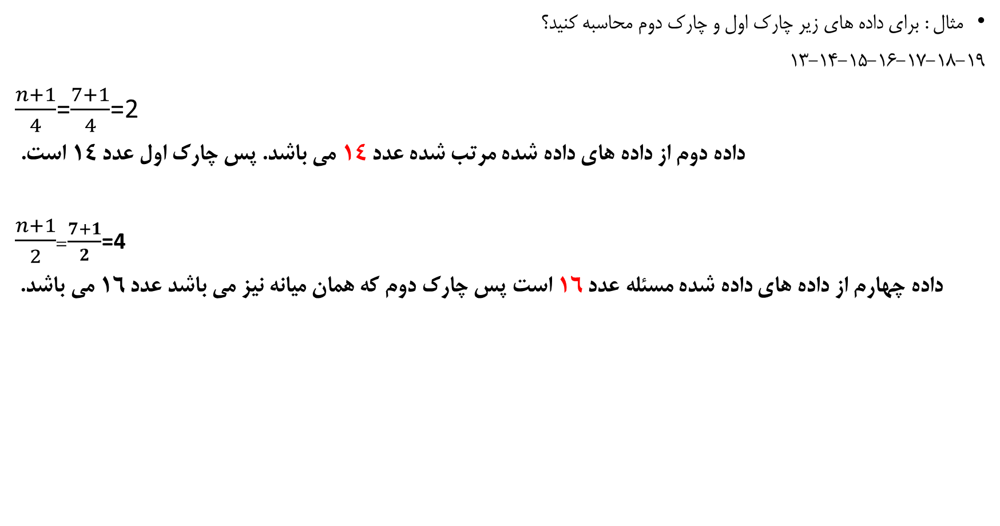 • مثال : برای داده های زیر چارک اول و چارک دوم محاسبه کنید؟
۱۳–۱۴–۱۵–۱۶–۱۷–۱۸–۱۹
(n+1)/4=(7+1)/4=2
داده دوم از داده های داده شده مرتب شده عدد ١٤ می باشد. پس چارک اول عدد ١٤ است.
(n+1)/2=(7+1)/2=4
داده چهارم از داده های داده شده مسئله عدد ١٦ است پس چارک دوم که همان میانه نیز می باشد عدد ١٦ می باشد.